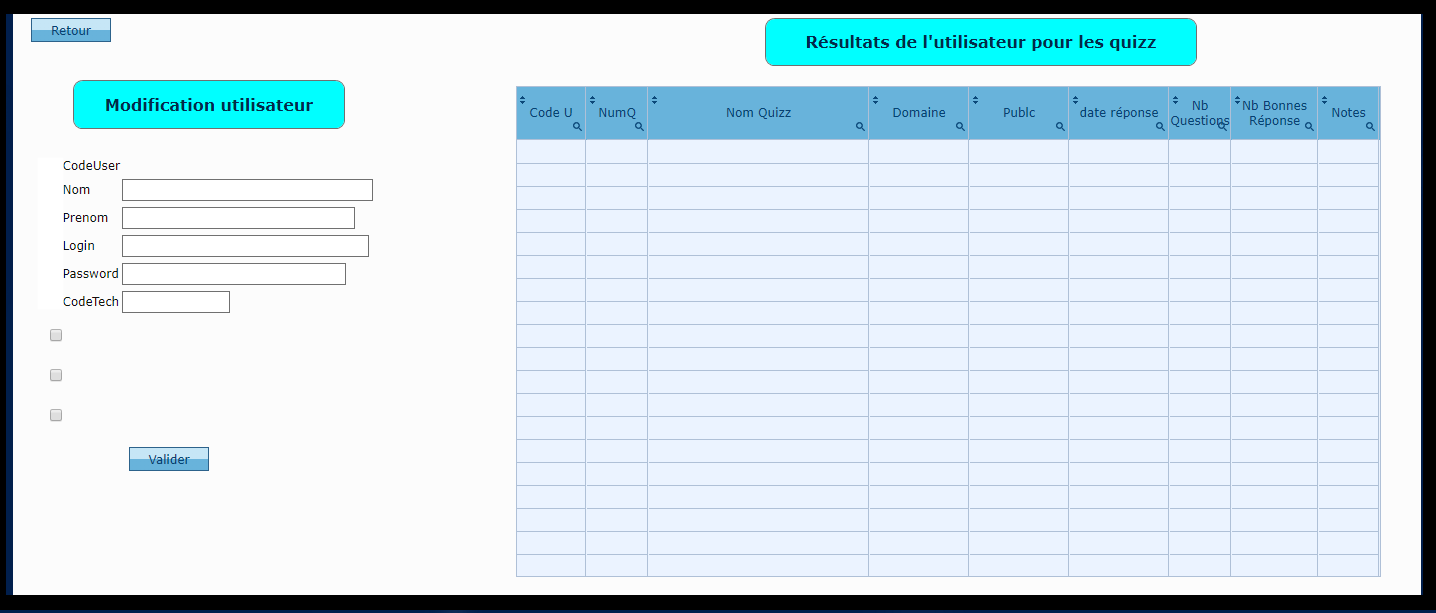 Retour
Résultats de l'utilisateur pour les quizz
Modification utilisateur
CodeUser
Nom
Prenom
Login
Password
CodeTech
Valider
Code U
NumQ
Nom Quizz
Domaine
Publc
date réponse
Nb
Questions
Nb Bonnes
Réponse
Notes